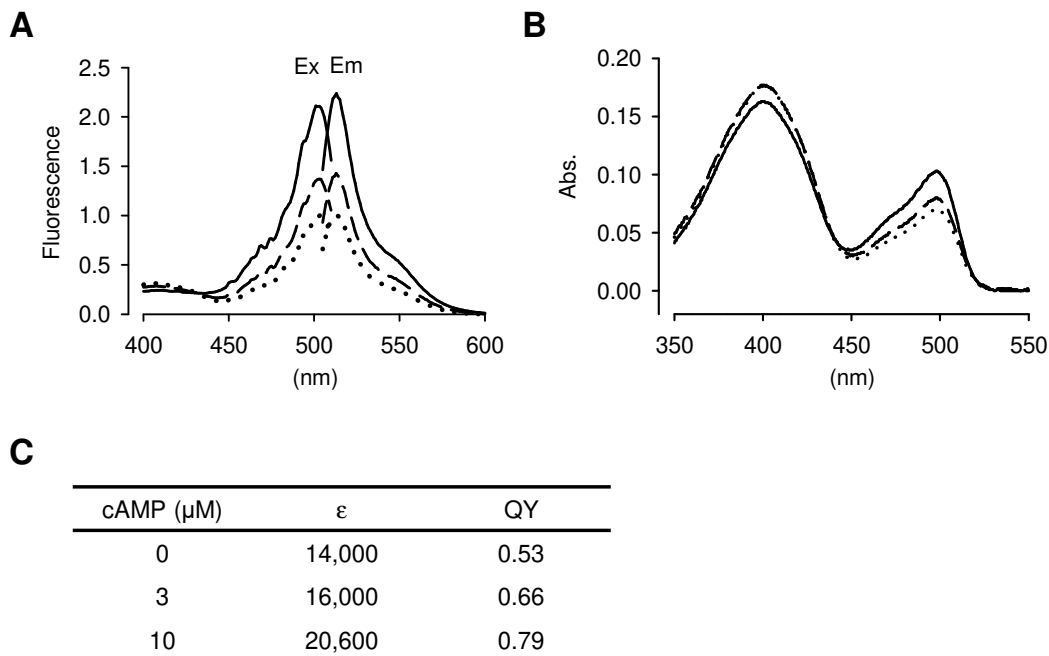 A
Ex Em
2.5
2.0
1.5
1.0
0.5
0.0
Fluorescence
400 450 500 550 600
(nm)
B
0.20
0.15
0.10
0.05
0.00
Abs.
350 400 450 500 550
(nm)
C
cAMP (µM) ε QY
0 14,000 0.53
3 16,000 0.66
10 20,600 0.79